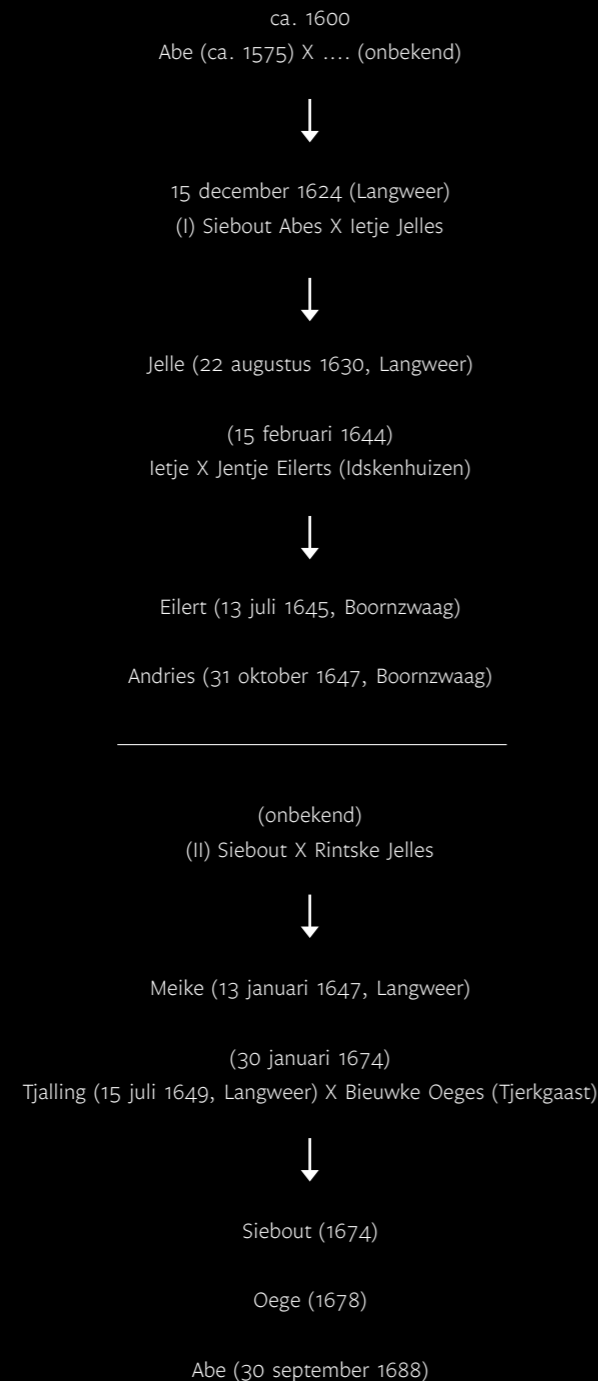 ca. 1600
Abe (ca. 1575) X .... (onbekend)
15 december 1624 (Langweer)
(I) Siebout Abes X Ietje Jelles
Jelle (22 augustus 1630, Langweer)
(15 februari 1644)
Ietje X Jentje Eilerts (Idskenhuizen)
Eilert (13 juli 1645, Boornzwaag)
Andries (31 oktober 1647, Boornzwaag)
(onbekend)
(II) Siebout X Rintske Jelles
Meike (13 januari 1647, Langweer)
(30 januari 1674)
Tjalling (15 juli 1649, Langweer) X Bieuwke Oeges (Tjerkgaast)
Siebout (1674)
Oege (1678)
Abe (30 september 1688)